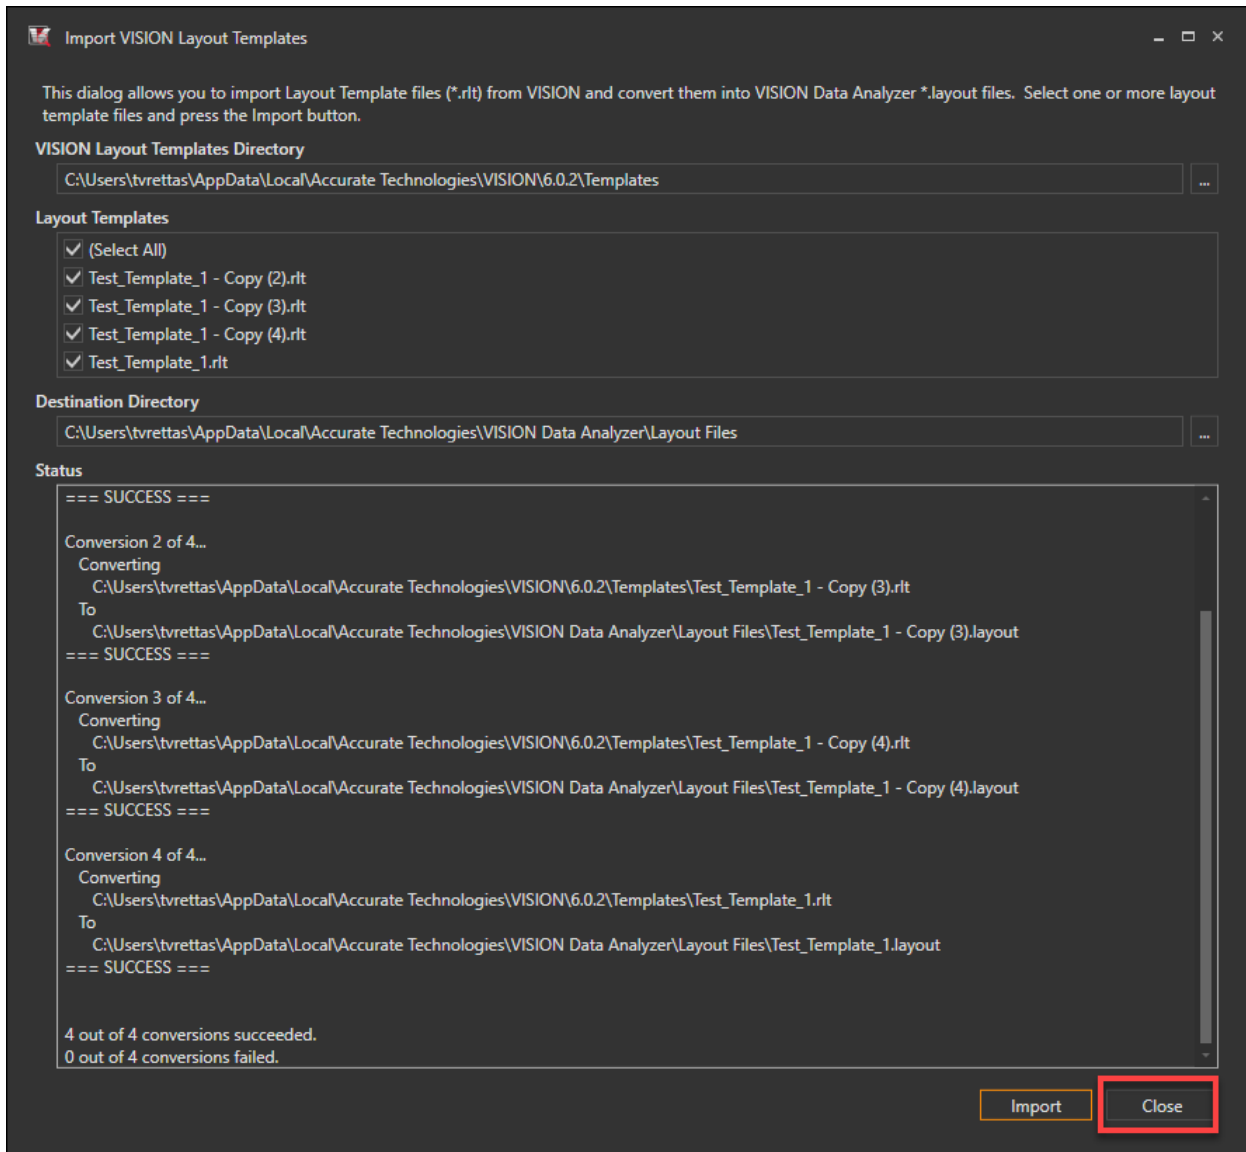 Import VISION Layout Templates
This dialog allows you to import Layout Template files (*.rlt) from VISION and convert them into VISION Data Analyzer *.layout files.  Select one or more layout
template files and press the Import button.
VISION Layout Templates Directory
C:\Users\tvrettas\AppData\Local\Accurate Technologies\VISION\6.0.2\Templates
...
Layout Templates
(Select All)
Test_Template_1 - Copy (2).rlt
Test_Template_1 - Copy (3).rlt
Test_Template_1 - Copy (4).rlt
Test_Template_1.rlt
Destination Directory
C:\Users\tvrettas\AppData\Local\Accurate Technologies\VISION Data Analyzer\Layout Files
...
Status
=== SUCCESS ===
Conversion 2 of 4...
Converting
C:\Users\tvrettas\AppData\Local\Accurate Technologies\VISION\6.0.2\Templates\Test_Template_1 - Copy (3).rlt
To
C:\Users\tvrettas\AppData\Local\Accurate Technologies\VISION Data Analyzer\Layout Files\Test_Template_1 - Copy (3).layout
=== SUCCESS ===
Conversion 3 of 4...
Converting
C:\Users\tvrettas\AppData\Local\Accurate Technologies\VISION\6.0.2\Templates\Test_Template_1 - Copy (4).rlt
To
C:\Users\tvrettas\AppData\Local\Accurate Technologies\VISION Data Analyzer\Layout Files\Test_Template_1 - Copy (4).layout
=== SUCCESS ===
Conversion 4 of 4...
Converting
C:\Users\tvrettas\AppData\Local\Accurate Technologies\VISION\6.0.2\Templates\Test_Template_1.rlt
To
C:\Users\tvrettas\AppData\Local\Accurate Technologies\VISION Data Analyzer\Layout Files\Test_Template_1.layout
=== SUCCESS ===
4 out of 4 conversions succeeded.
0 out of 4 conversions failed.
Import
Close